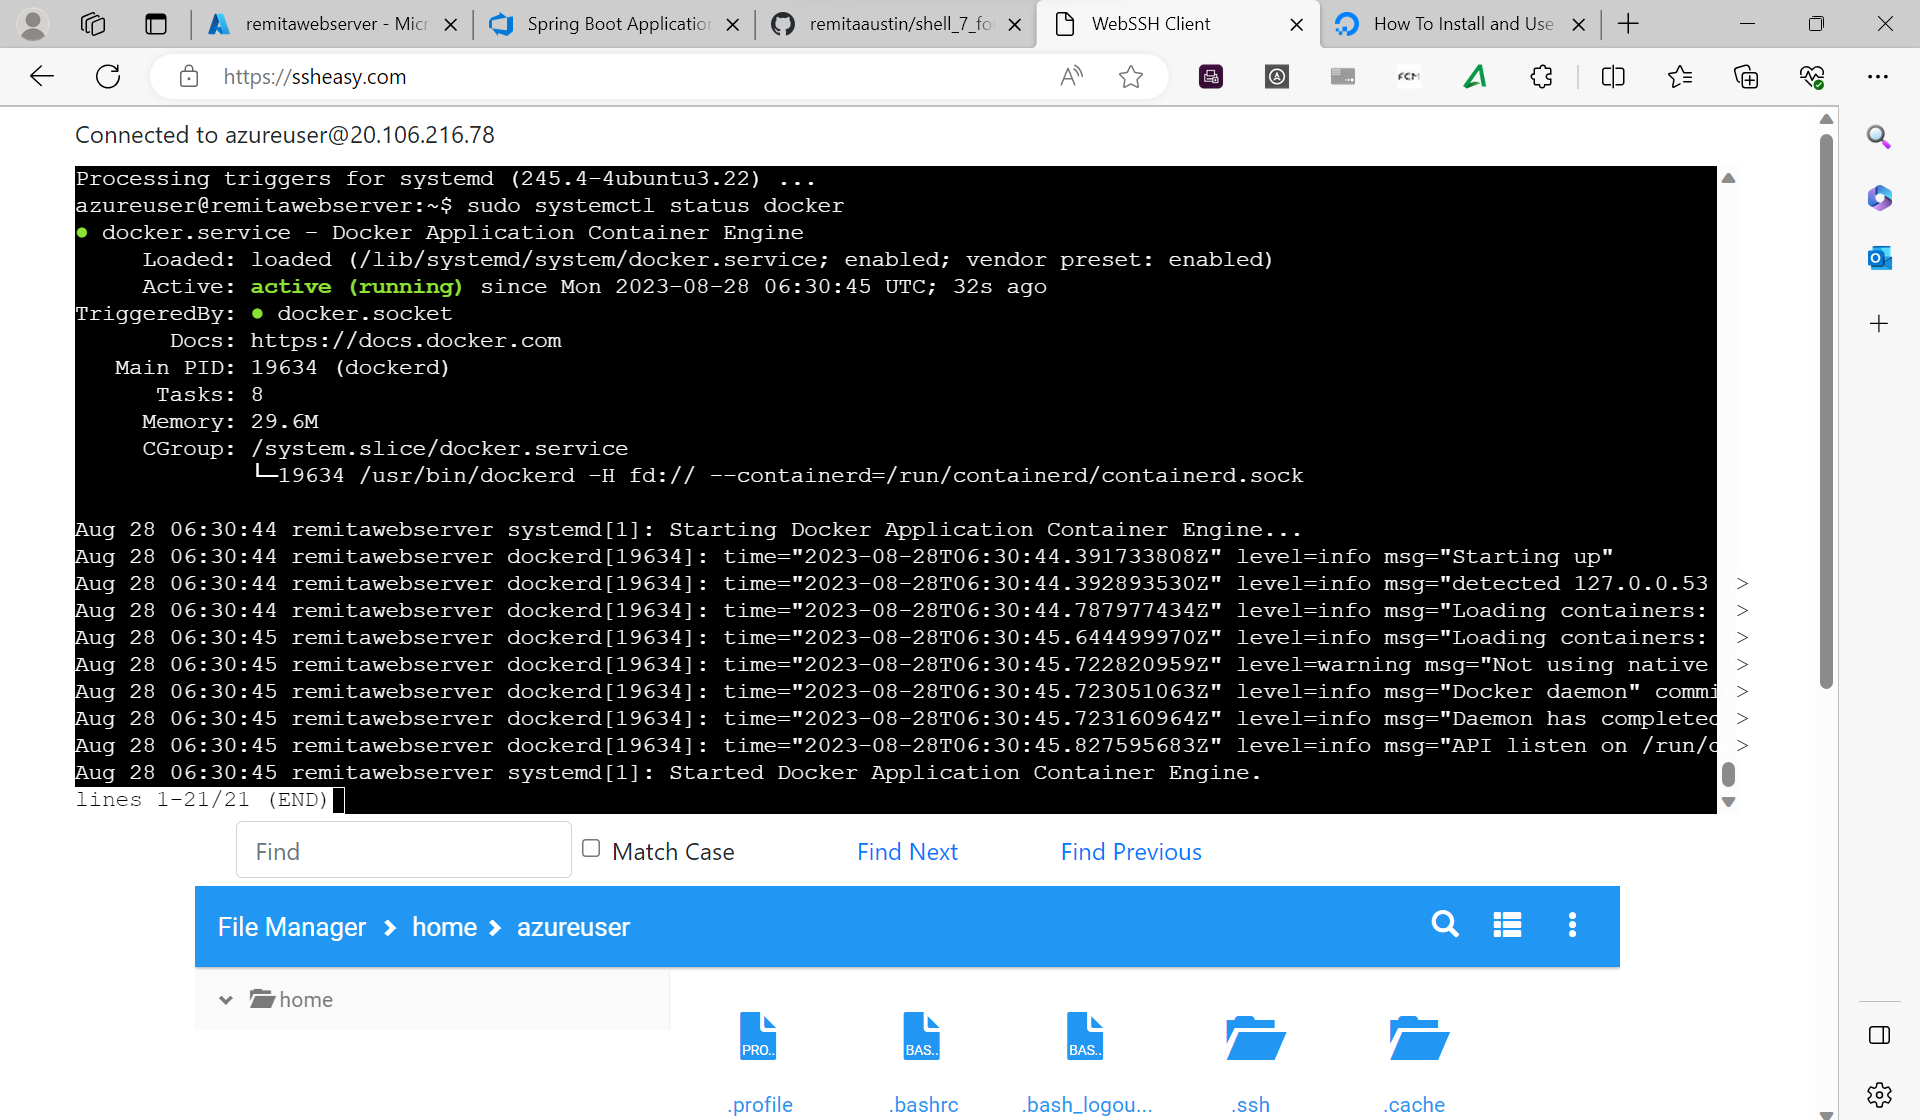 remitawebserver - Micr
Spring Boot Application
remitaaustin/shell_7_fo
WebSSH Client
How To Install and Use
https://ssheasy.com
FCM
Connected to azureuser@20.106.216.78
Processing triggers for systemd (245.4-4ubuntu3.22) ...
azureuser@remitawebserver:~$ sudo systemctl status docker
● docker.service - Docker Application Container Engine
Loaded: loaded (/lib/systemd/system/docker.service; enabled; vendor preset: enabled)
Active: active (running) since Mon 2023-08-28 06:30:45 UTC; 32s ago
TriggeredBy: ● docker.socket
Docs: https://docs.docker.com
Main PID: 19634 (dockerd)
Tasks: 8
Memory: 29.6M
CGroup: /system.slice/docker.service
└─19634 /usr/bin/dockerd -H fd:// --containerd=/run/containerd/containerd.sock
Aug 28 06:30:44 remitawebserver systemd[1]: Starting Docker Application Container Engine...
Aug 28 06:30:44 remitawebserver dockerd[19634]: time="2023-08-28T06:30:44.391733808Z" level=info msg="Starting up"
Aug 28 06:30:44 remitawebserver dockerd[19634]: time="2023-08-28T06:30:44.392893530Z" level=info msg="detected 127.0.0.53 >
Aug 28 06:30:44 remitawebserver dockerd[19634]: time="2023-08-28T06:30:44.787977434Z" level=info msg="Loading containers: >
Aug 28 06:30:45 remitawebserver dockerd[19634]: time="2023-08-28T06:30:45.644499970Z" level=info msg="Loading containers: >
Aug 28 06:30:45 remitawebserver dockerd[19634]: time="2023-08-28T06:30:45.722820959Z" level=warning msg="Not using native >
Aug 28 06:30:45 remitawebserver dockerd[19634]: time="2023-08-28T06:30:45.723051063Z" level=info msg="Docker daemon" commi >
Aug 28 06:30:45 remitawebserver dockerd[19634]: time="2023-08-28T06:30:45.723160964Z" level=info msg="Daemon has completed >
Aug 28 06:30:45 remitawebserver dockerd[19634]: time="2023-08-28T06:30:45.827595683Z" level=info msg="API listen on /run/d >
Aug 28 06:30:45 remitawebserver systemd[1]: Started Docker Application Container Engine.
lines 1-21/21 (END)
Find
Match Case
Find Next
Find Previous
File Manager > home > azureuser
home
PRO..
BAS..
BAS..
.profile
.bashrc
.bash_logou...
.ssh
.cache